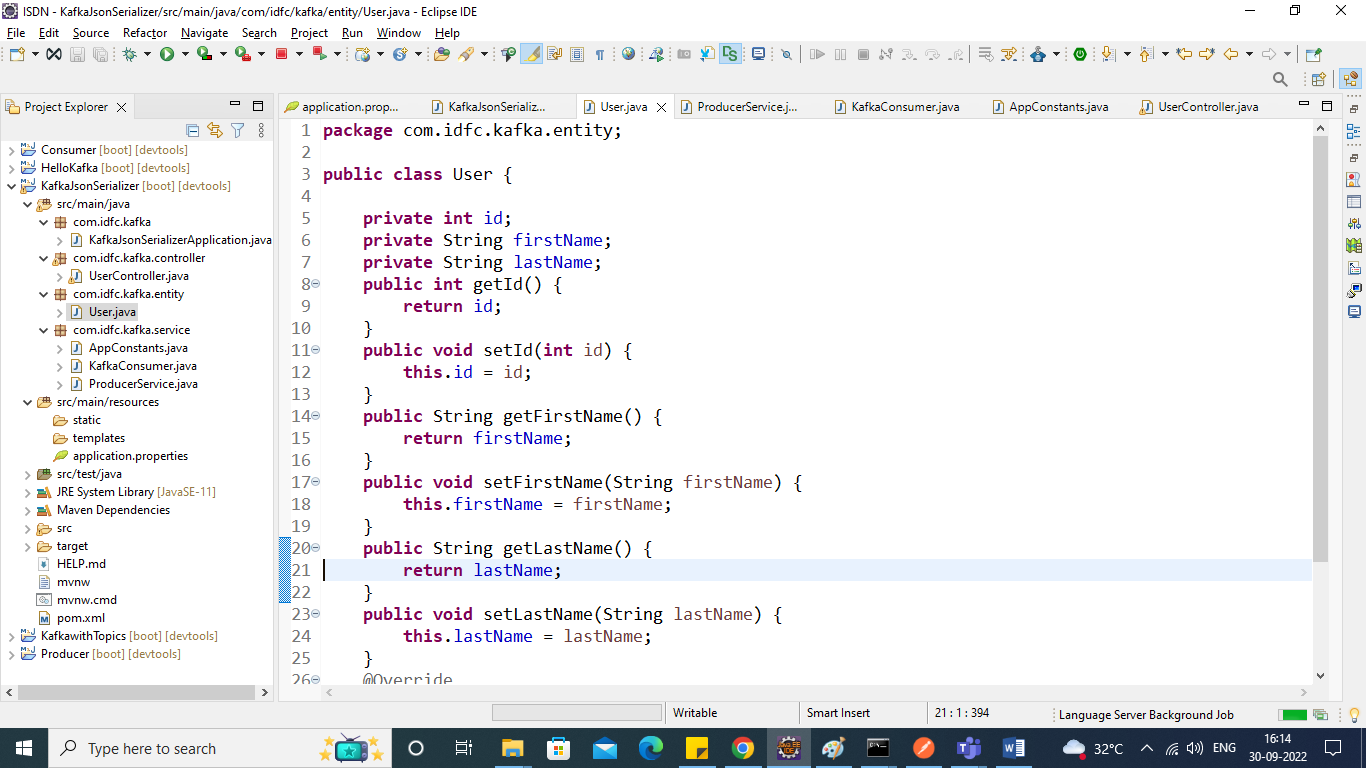 ISDN - KafkaJsonSerializer/src/main/java/com/idfc/kafka/entity/User.java - Eclipse IDE
File Edit Source Refactor Navigate Search Project Run Window Help
Project Explorer
application.prop... KafkaJsonSerializ... User.java ProducerService.j... KafkaConsumer.java AppConstants.java UserController.java
Consumer [boot] [devtools]
HelloKafka [boot] [devtools]
KafkaJsonSerializer [boot] [devtools]
src/main/java
com.idfc.kafka
KafkaJsonSerializerApplication.java
com.idfc.kafka.controller
UserController.java
com.idfc.kafka.entity
User.java
com.idfc.kafka.service
AppConstants.java
KafkaConsumer.java
ProducerService.java
src/main/resources
static
templates
application.properties
src/test/java
JRE System Library [JavaSE-11]
Maven Dependencies
src
target
HELP.md
mvnw
mvnw.cmd
pom.xml
KafkawithTopics [boot] [devtools]
Producer [boot] [devtools]
1 package com.idfc.kafka.entity;
2
3 public class User {
4
5 private int id;
6 private String firstName;
7 private String lastName;
8 public int getId() {
9 return id;
10 }
11 public void setId(int id) {
12 this.id = id;
13 }
14 public String getFirstName() {
15 return firstName;
16 }
17 public void setFirstName(String firstName) {
18 this.firstName = firstName;
19 }
20 public String getLastName() {
21 return lastName;
22 }
23 public void setLastName(String lastName) {
24 this.lastName = lastName;
25 }
26 @Override
Writable Smart Insert 21 : 1 : 394 Language Server Background Job
Type here to search
32°C ENG 16:14
30-09-2022